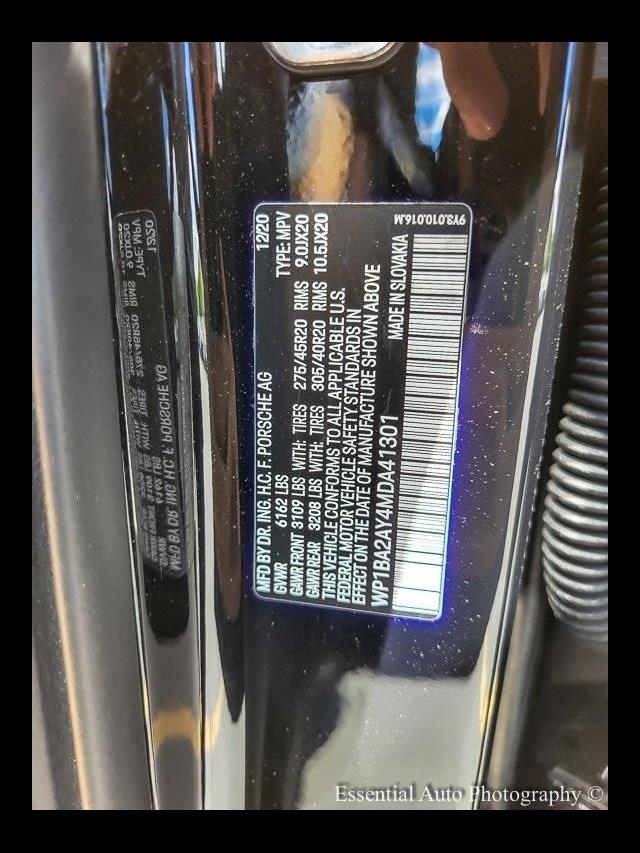 MFD BY DR. ING. H.C. F. PORSCHE AG 12/20
GVWR 6162 LBS TYPE: MPV
GAWR FRONT 3109 LBS WITH: TIRES 275/45R20 RIMS 9.0JX20
GAWR REAR 3208 LBS WITH: TIRES 305/40R20 RIMS 10.5JX20
THIS VEHICLE CONFORMS TO ALL APPLICABLE U.S.
FEDERAL MOTOR VEHICLE SAFETY STANDARDS IN
EFFECT ON THE DATE OF MANUFACTURE SHOWN ABOVE
WP1BA2AY4MDA41301
MADE IN SLOVAKIA
9Y3.010.016.M
Essential Auto Photography ©